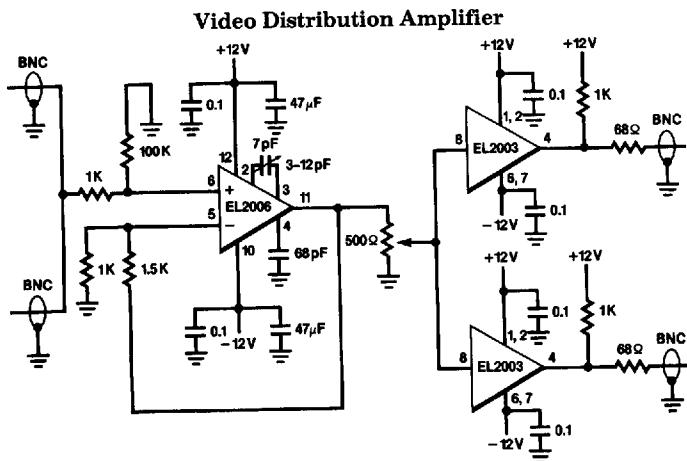 Video Distribution Amplifier
+12V
+12V
+12V
BNC
0.1
47μF
0.1
1K
BNC
7pF
1, 2
100K
12
2
3–12pF
8
EL2003
4
68Ω
1K
6
+
3
11
6, 7
EL2006
5
−
4
−12V
0.1
10
500Ω
68pF
1K
1.5K
+12V
+12V
BNC
0.1
47μF
0.1
1K
−12V
1, 2
68Ω
BNC
8
EL2003
4
6, 7
−12V
0.1